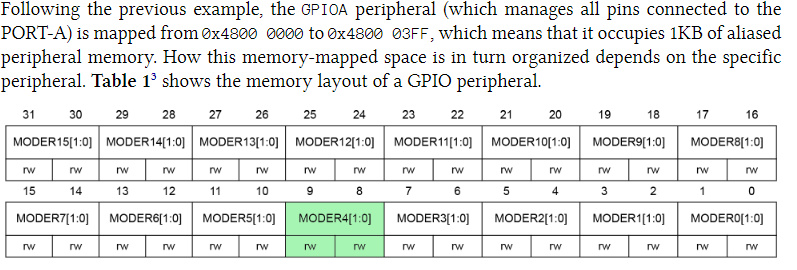 Following the previous example, the GPIOA peripheral (which manages all pins connected to the
PORT-A) is mapped from 0x4800 0000 to 0x4800 03FF, which means that it occupies 1KB of aliased
peripheral memory. How this memory-mapped space is in turn organized depends on the specific
peripheral. Table 1³ shows the memory layout of a GPIO peripheral.
31 30 29 28 27 26 25 24 23 22 21 20 19 18 17 16
MODER15[1:0] MODER14[1:0] MODER13[1:0] MODER12[1:0] MODER11[1:0] MODER10[1:0] MODER9[1:0] MODER8[1:0]
rw rw rw rw rw rw rw rw rw rw rw rw rw rw rw rw
15 14 13 12 11 10 9 8 7 6 5 4 3 2 1 0
MODER7[1:0] MODER6[1:0] MODER5[1:0] MODER4[1:0] MODER3[1:0] MODER2[1:0] MODER1[1:0] MODER0[1:0]
rw rw rw rw rw rw rw rw rw rw rw rw rw rw rw rw